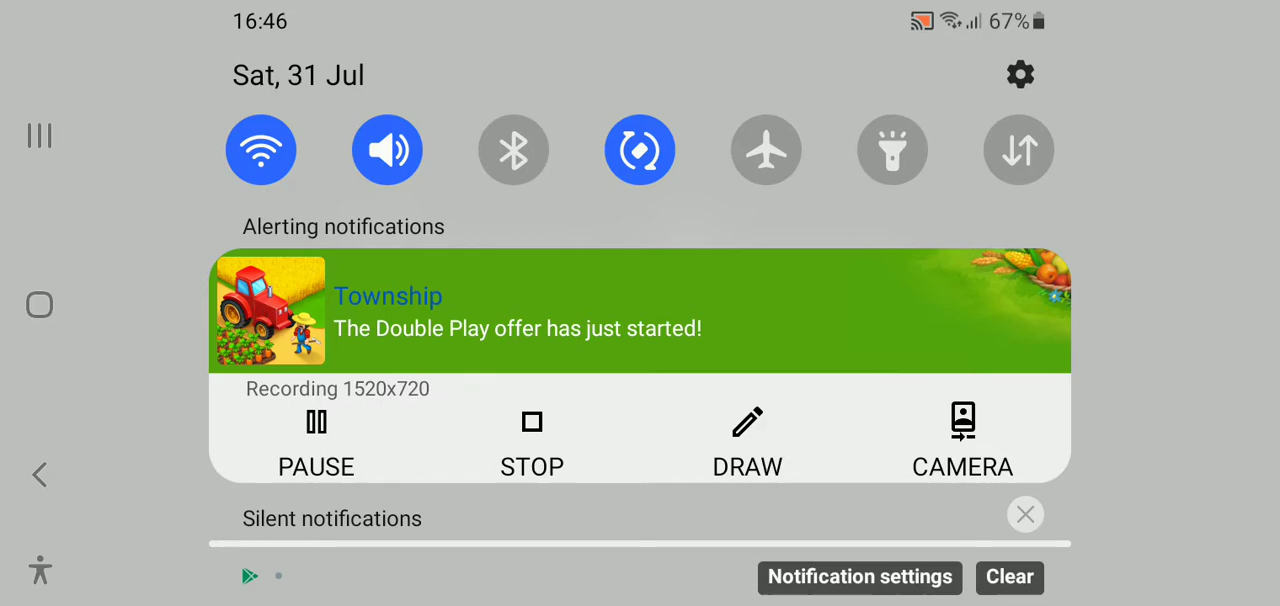 16:46
67%
Sat, 31 Jul
Alerting notifications
Township
The Double Play offer has just started!
Recording 1520x720
PAUSE
STOP
DRAW
CAMERA
Silent notifications
Notification settings
Clear